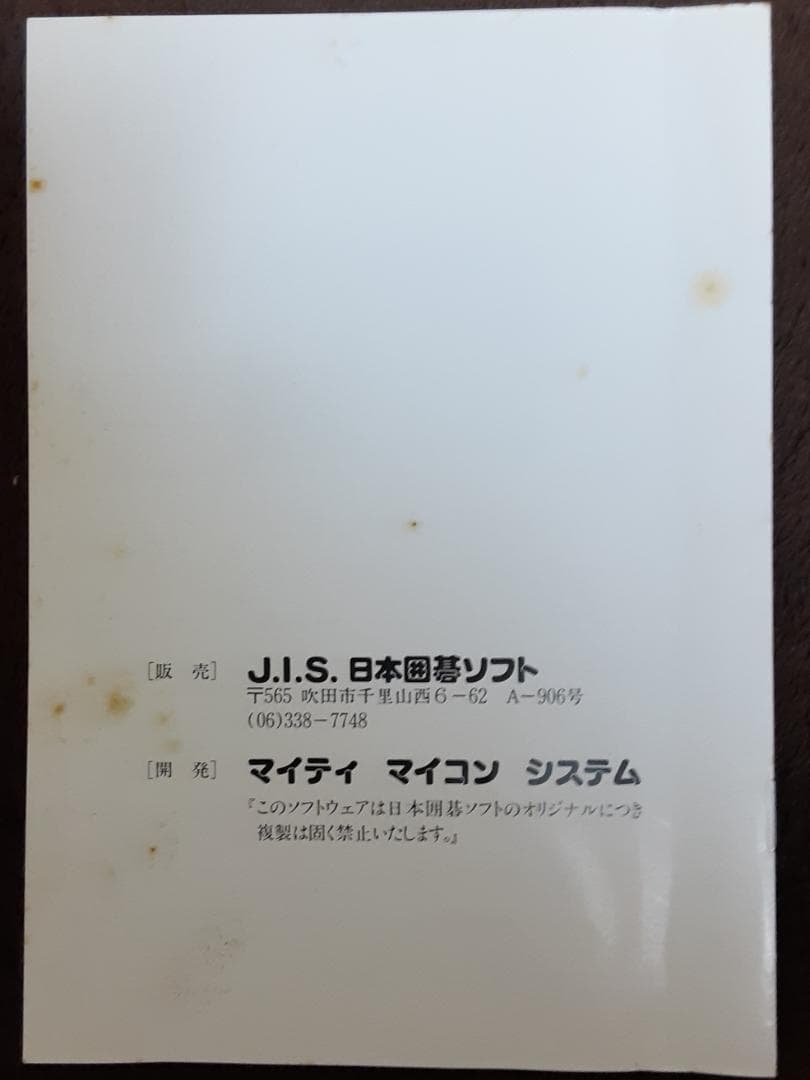 ［販　売］ J.I.S. 日本囲碁ソフト
〒565 吹田市千里山西6－62　A－906号
(06)338－7748
［開　発］ マイティ　マイコン　システム
『このソフトウェアは日本囲碁ソフトのオリジナルにつき
複製は固く禁止いたします。』